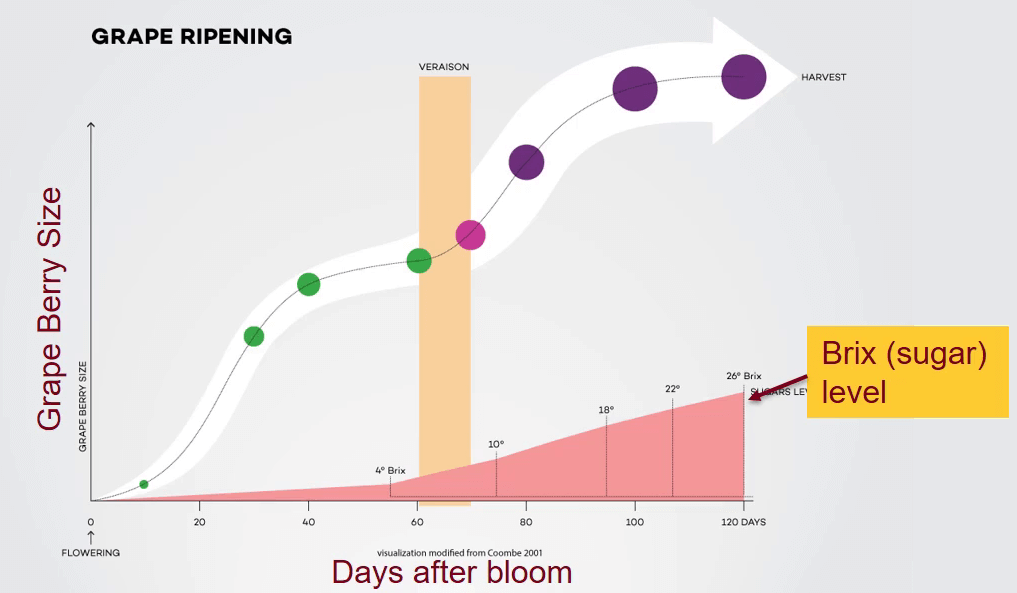 GRAPE RIPENING
VERAISON
HARVEST
Grape Berry Size
GRAPE BERRY SIZE
Brix (sugar)
level
26° Brix
SUGARS LEV
22°
18°
10°
4° Brix
0
20
40
60
80
100
120 DAYS
FLOWERING
visualization modified from Coombe 2001
Days after bloom